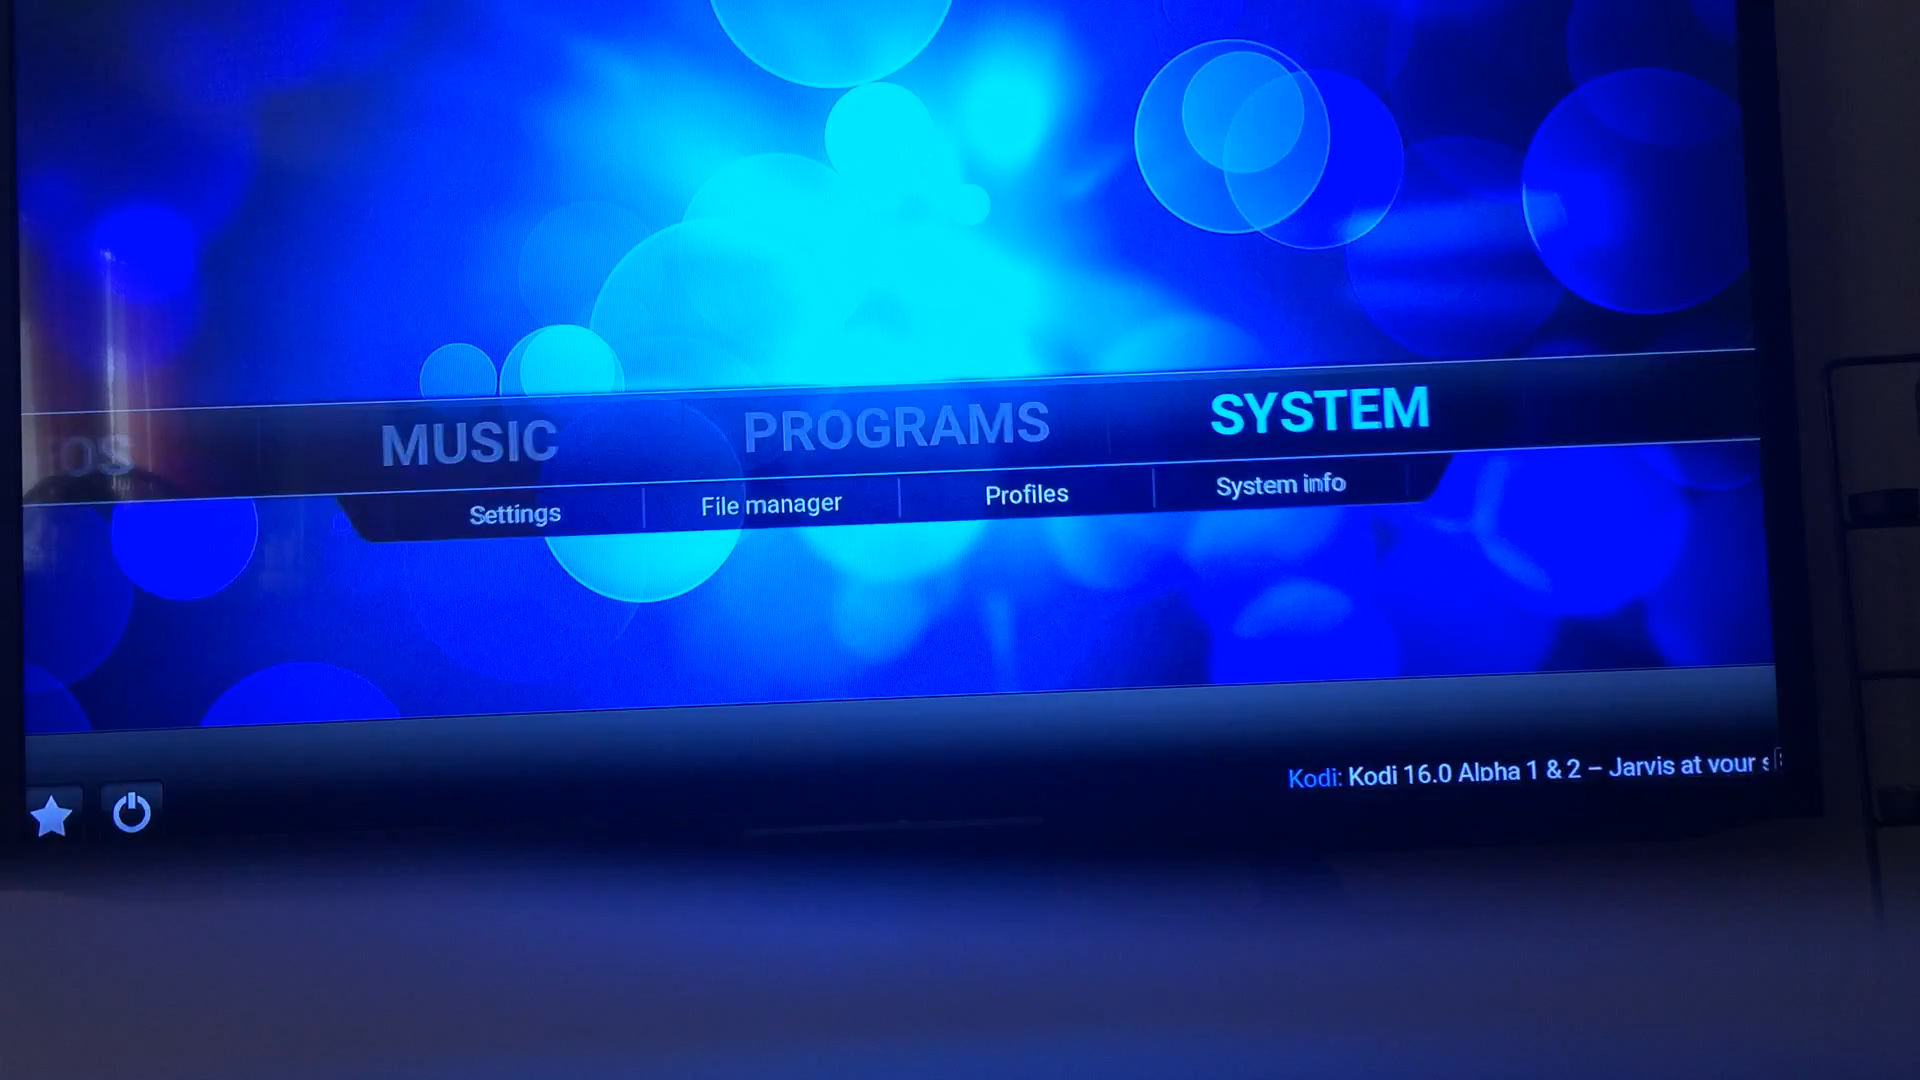 MUSIC PROGRAMS SYSTEM
Settings File manager Profiles System info
Kodi: Kodi 16.0 Alpha 1 & 2 – Jarvis at your